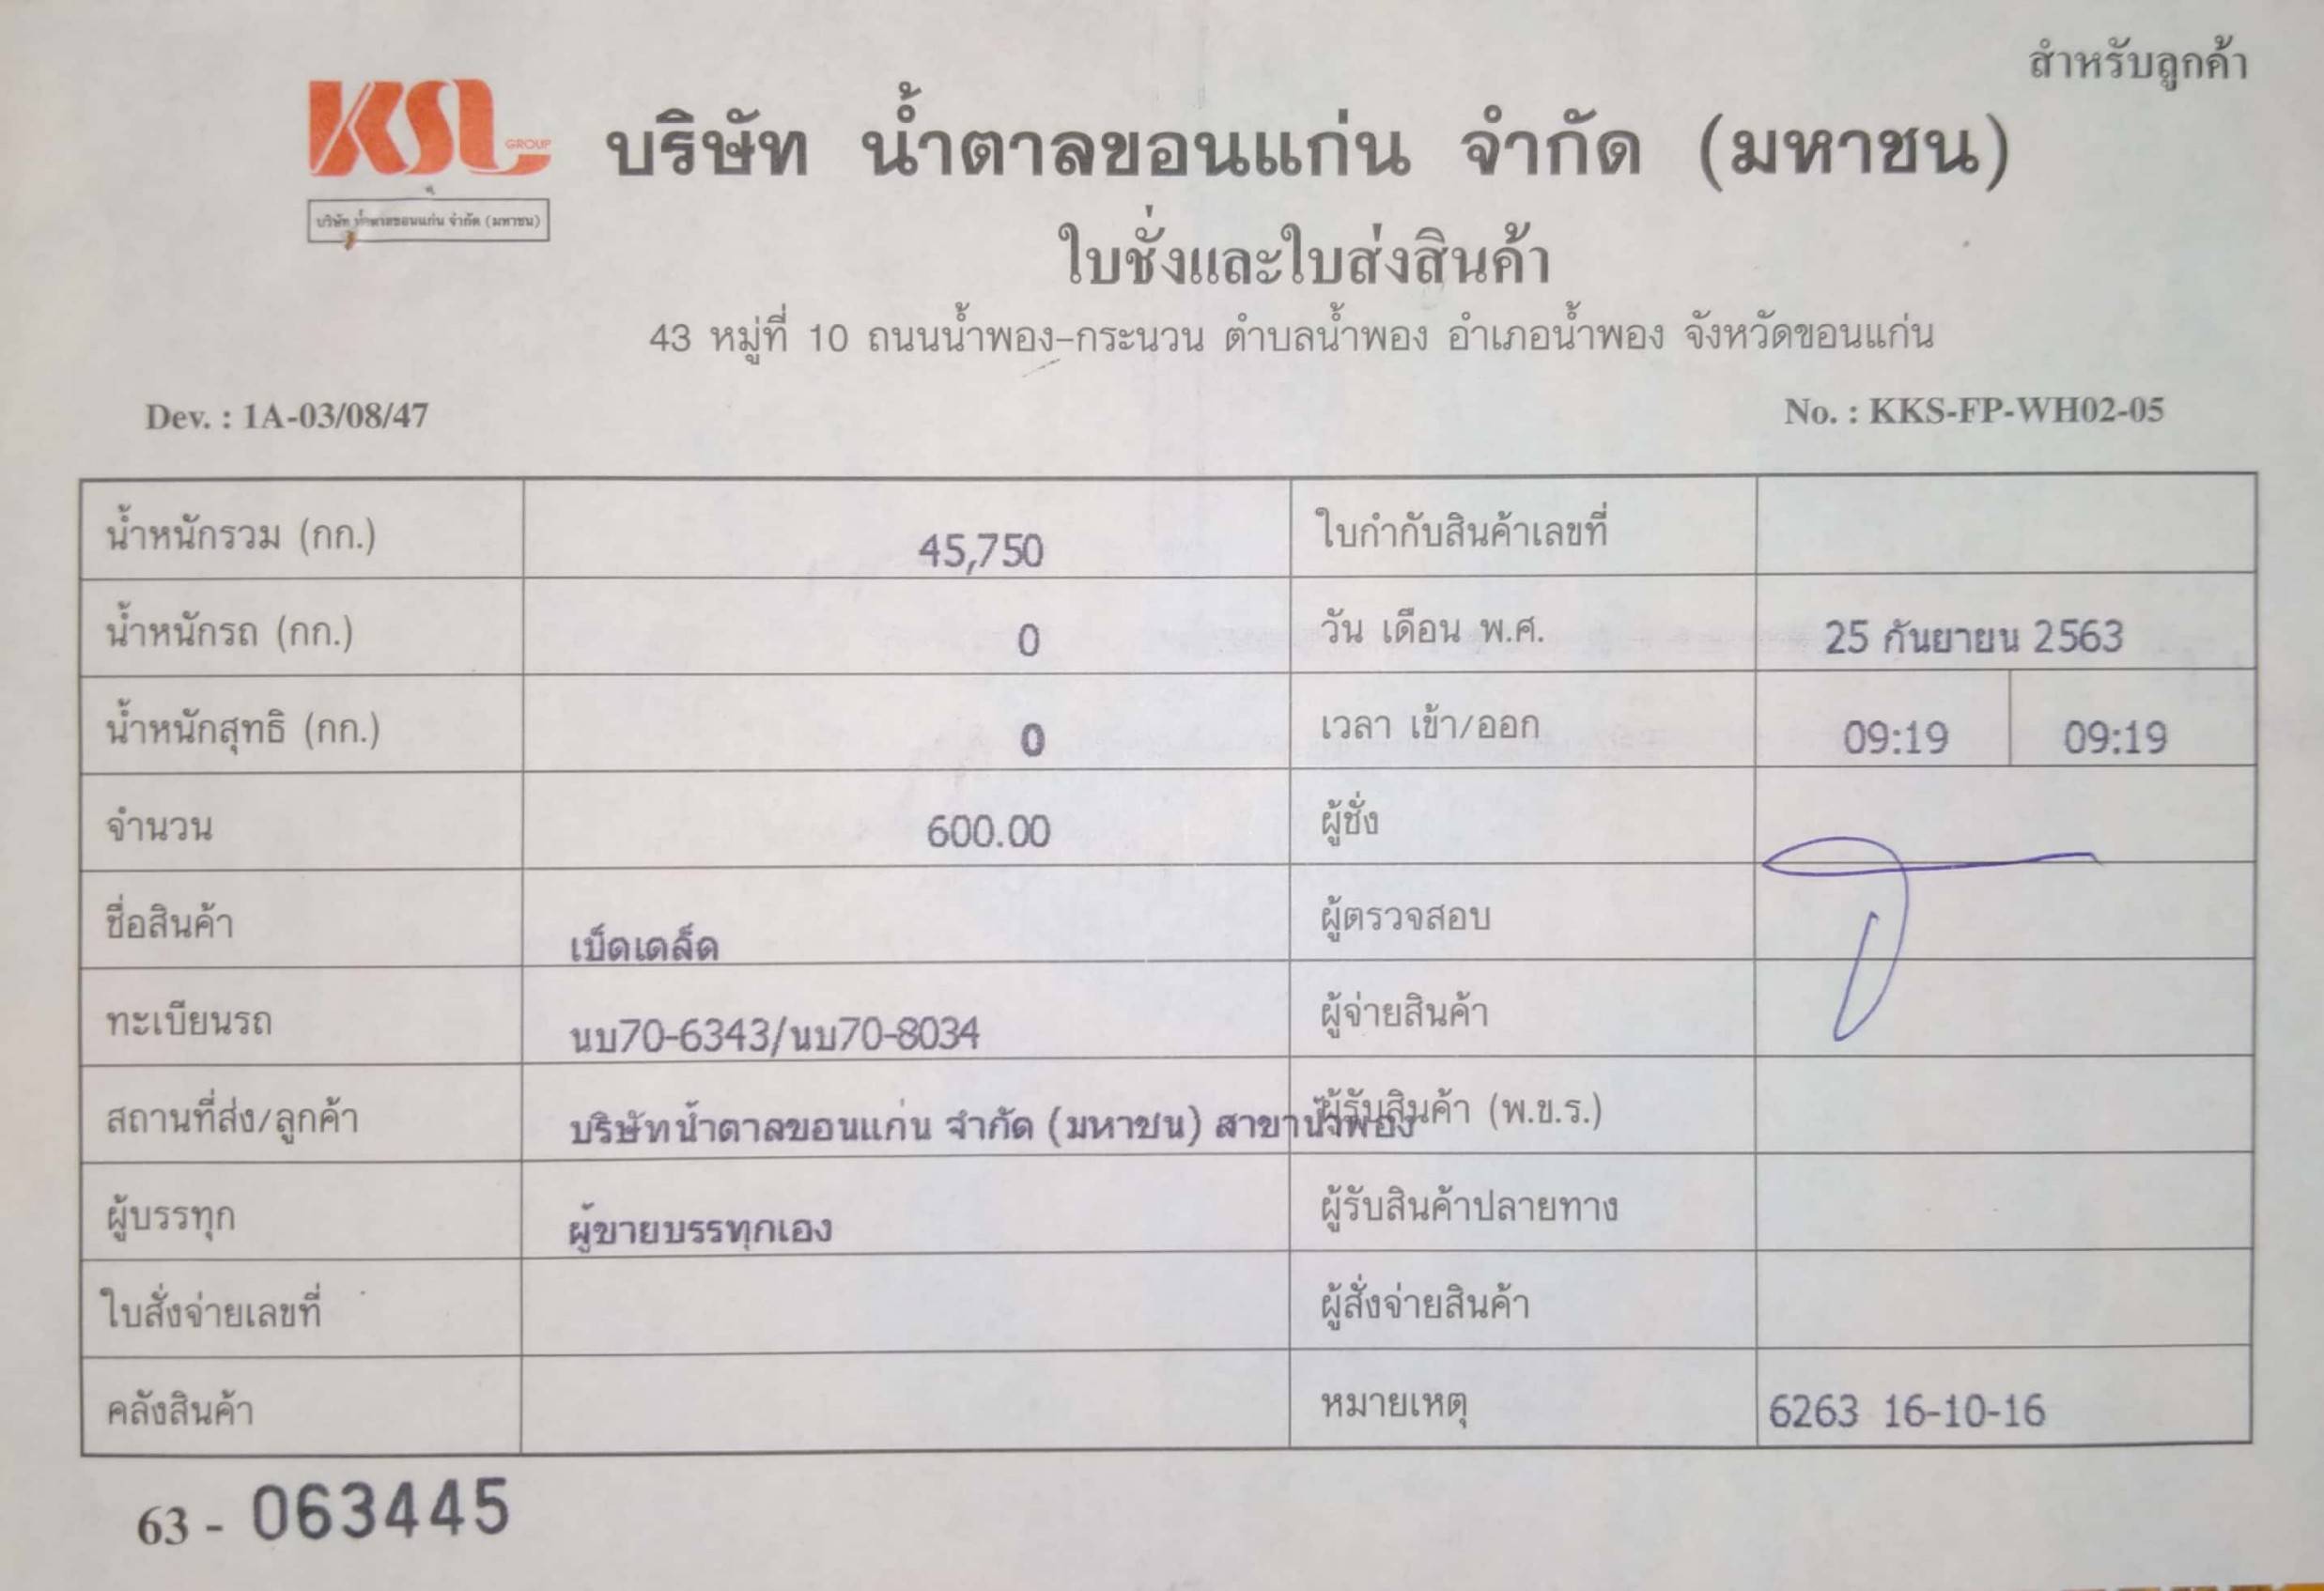 สำหรับลูกค้า
KSL GROUP
บริษัท น้ำตาลขอนแก่น จำกัด (มหาชน)
บริษัท น้ำตาลขอนแก่น จำกัด (มหาชน)
ใบชั่งและใบส่งสินค้า
43 หมู่ที่ 10 ถนนน้ำพอง-กระนวน ตำบลน้ำพอง อำเภอน้ำพอง จังหวัดขอนแก่น
Dev. : 1A-03/08/47 No. : KKS-FP-WH02-05
น้ำหนักรวม (กก.) 45,750 ใบกำกับสินค้าเลขที่
น้ำหนักรถ (กก.) 0 วัน เดือน พ.ศ. 25 กันยายน 2563
น้ำหนักสุทธิ (กก.) 0 เวลา เข้า/ออก 09:19 09:19
จำนวน 600.00 ผู้ชั่ง
ชื่อสินค้า เบ็ดเตล็ด ผู้ตรวจสอบ
ทะเบียนรถ นบ70-6343/นบ70-8034 ผู้จ่ายสินค้า
สถานที่ส่ง/ลูกค้า บริษัทน้ำตาลขอนแก่น จำกัด (มหาชน) สาขาน้ำพอง ผู้รับสินค้า (พ.ข.ร.)
ผู้บรรทุก ผู้ขายบรรทุกเอง ผู้รับสินค้าปลายทาง
ใบสั่งจ่ายเลขที่ ผู้สั่งจ่ายสินค้า
คลังสินค้า หมายเหตุ 6263 16-10-16
63 - 063445